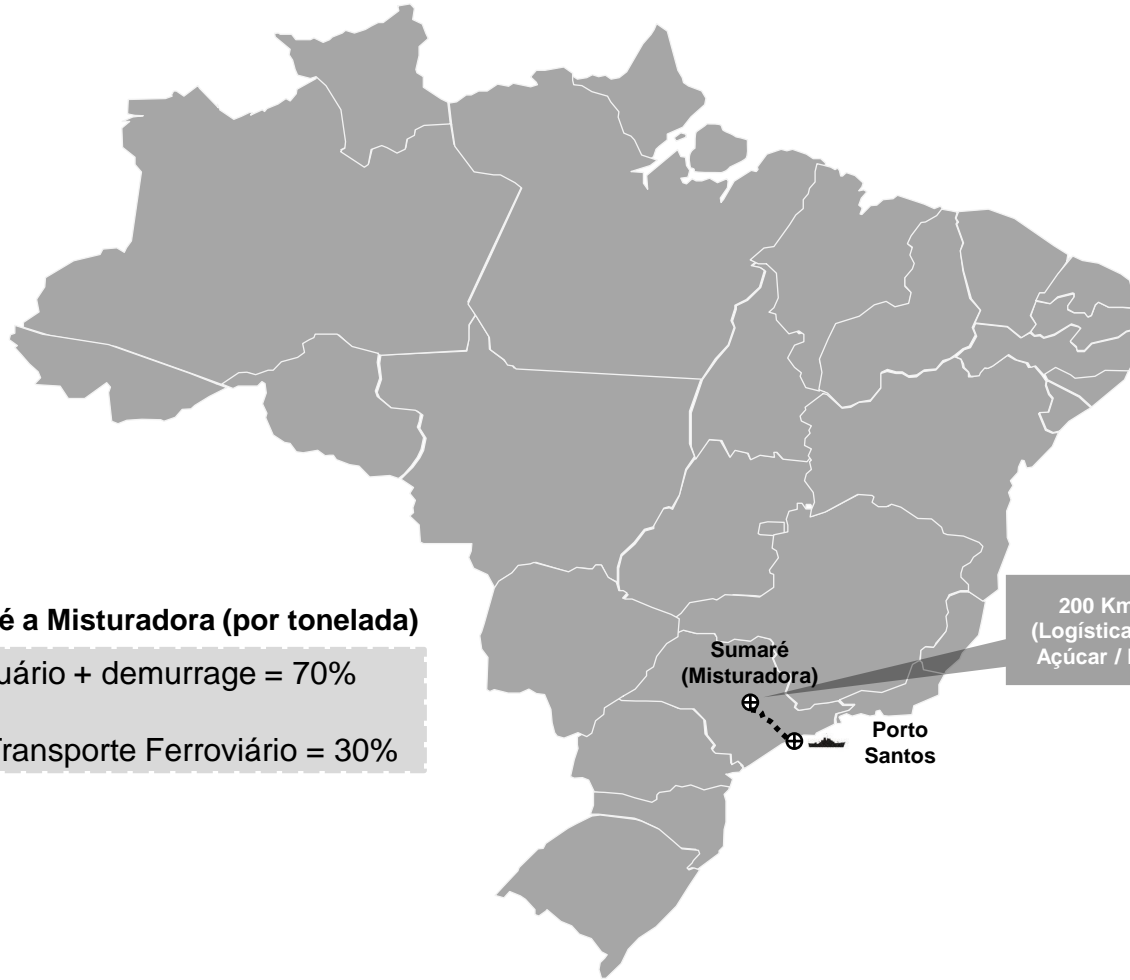 é a Misturadora (por tonelada)
uário + demurrage = 70%
Transporte Ferroviário = 30%
Sumaré
(Misturadora)
200 Km
(Logística
Açúcar /
Porto
Santos